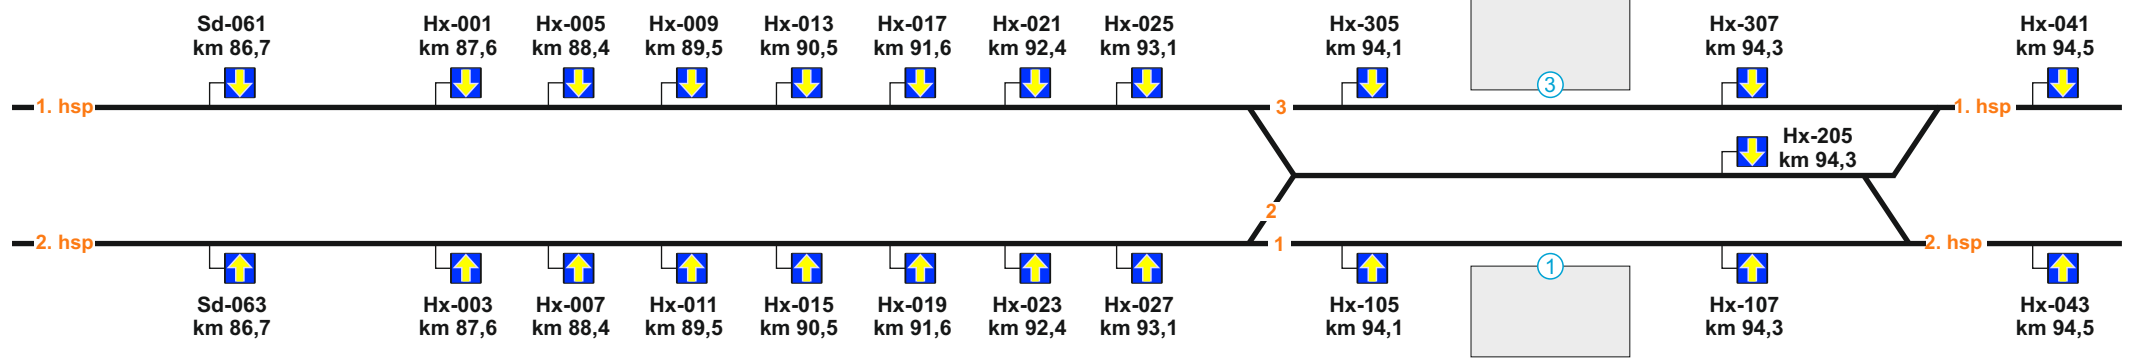 Sd-061 Hx-001 Hx-005 Hx-009 Hx-013 Hx-017 Hx-021 Hx-025 Hx-305 Hx-307 Hx-041
km 86,7 km 87,6 km 88,4 km 89,5 km 90,5 km 91,6 km 92,4 km 93,1 km 94,1 km 94,3 km 94,5
3
1. hsp 3 1. hsp
Hx-205
km 94,3
2
2. hsp 1 2. hsp
1
Sd-063 Hx-003 Hx-007 Hx-011 Hx-015 Hx-019 Hx-023 Hx-027 Hx-105 Hx-107 Hx-043
km 86,7 km 87,6 km 88,4 km 89,5 km 90,5 km 91,6 km 92,4 km 93,1 km 94,1 km 94,3 km 94,5